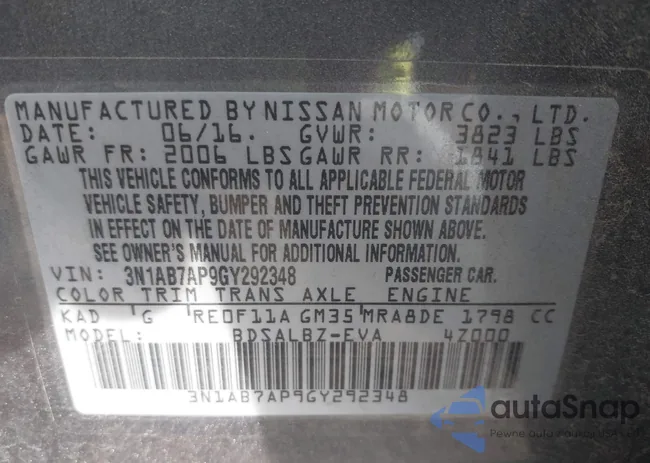 MANUFACTURED BY NISSAN MOTOR CO., LTD.
DATE: 06/16. GVWR: 3823 LBS
GAWR FR: 2006 LBS GAWR RR: 1841 LBS
THIS VEHICLE CONFORMS TO ALL APPLICABLE FEDERAL MOTOR
VEHICLE SAFETY, BUMPER AND THEFT PREVENTION STANDARDS
IN EFFECT ON THE DATE OF MANUFACTURE SHOWN ABOVE.
SEE OWNER'S MANUAL FOR ADDITIONAL INFORMATION.
VIN: 3N1AB7AP9GY292348 PASSENGER CAR.
COLOR TRIM TRANS AXLE ENGINE
KAD G RE0F11A GM35 MRA8DE 1798 CC
MODEL: BDSALBZ-EVA 4Z000
3N1AB7AP9GY292348
autoSnap